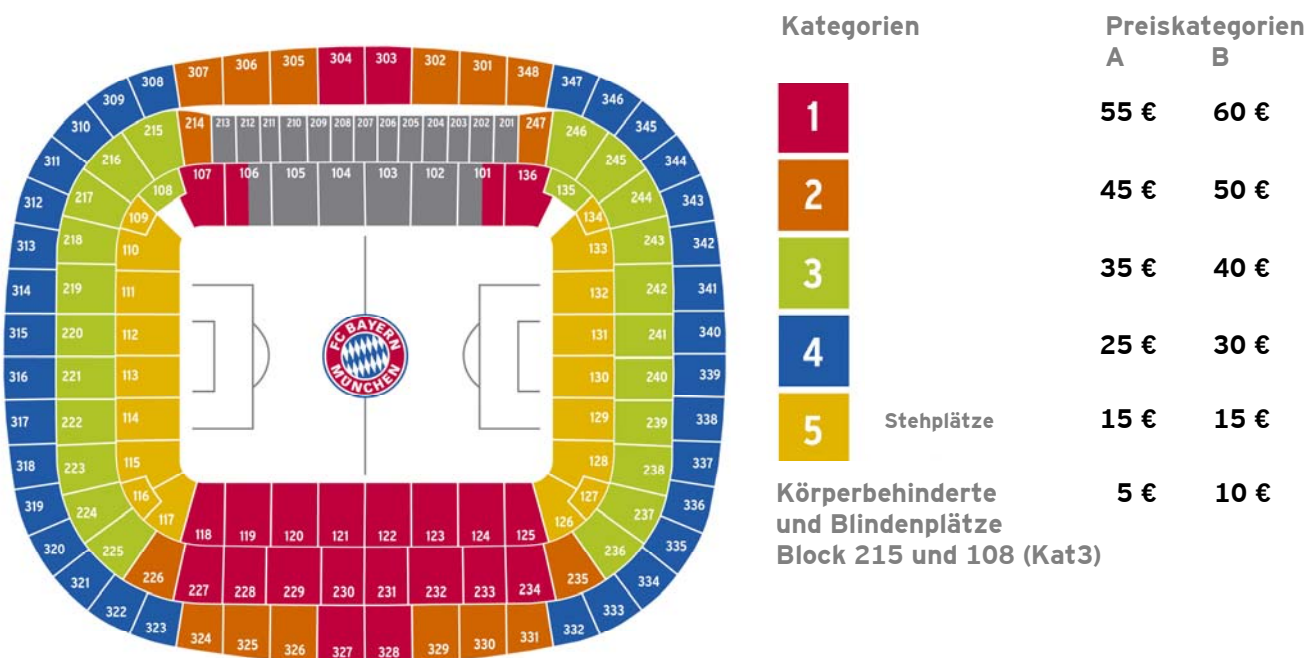 Kategorien Preiskategorien
A B
1 55 € 60 €
2 45 € 50 €
3 35 € 40 €
4 25 € 30 €
5 Stehplätze 15 € 15 €
Körperbehinderte 5 € 10 €
und Blindenplätze
Block 215 und 108 (Kat3)
307 306 305 304 303 302 301 348
308 347
309 346
310 345
311 344
312 343
313 342
314 341
315 340
316 339
317 338
318 337
319 336
320 335
321 334
322 333
323 332
324 325 326 327 328 329 330 331
214 213 212 211 210 209 208 207 206 205 204 203 202 201 247
215 246
216 245
217 244
218 243
219 242
220 241
221 240
222 239
223 238
224 237
225 236
226 235
227 228 229 230 231 232 233 234
107 106 105 104 103 102 101 136
108 135
109 134
110 133
111 132
112 131
113 130
114 129
115 128
116 127
117 126
118 119 120 121 122 123 124 125
FC BAYERN
MÜNCHEN